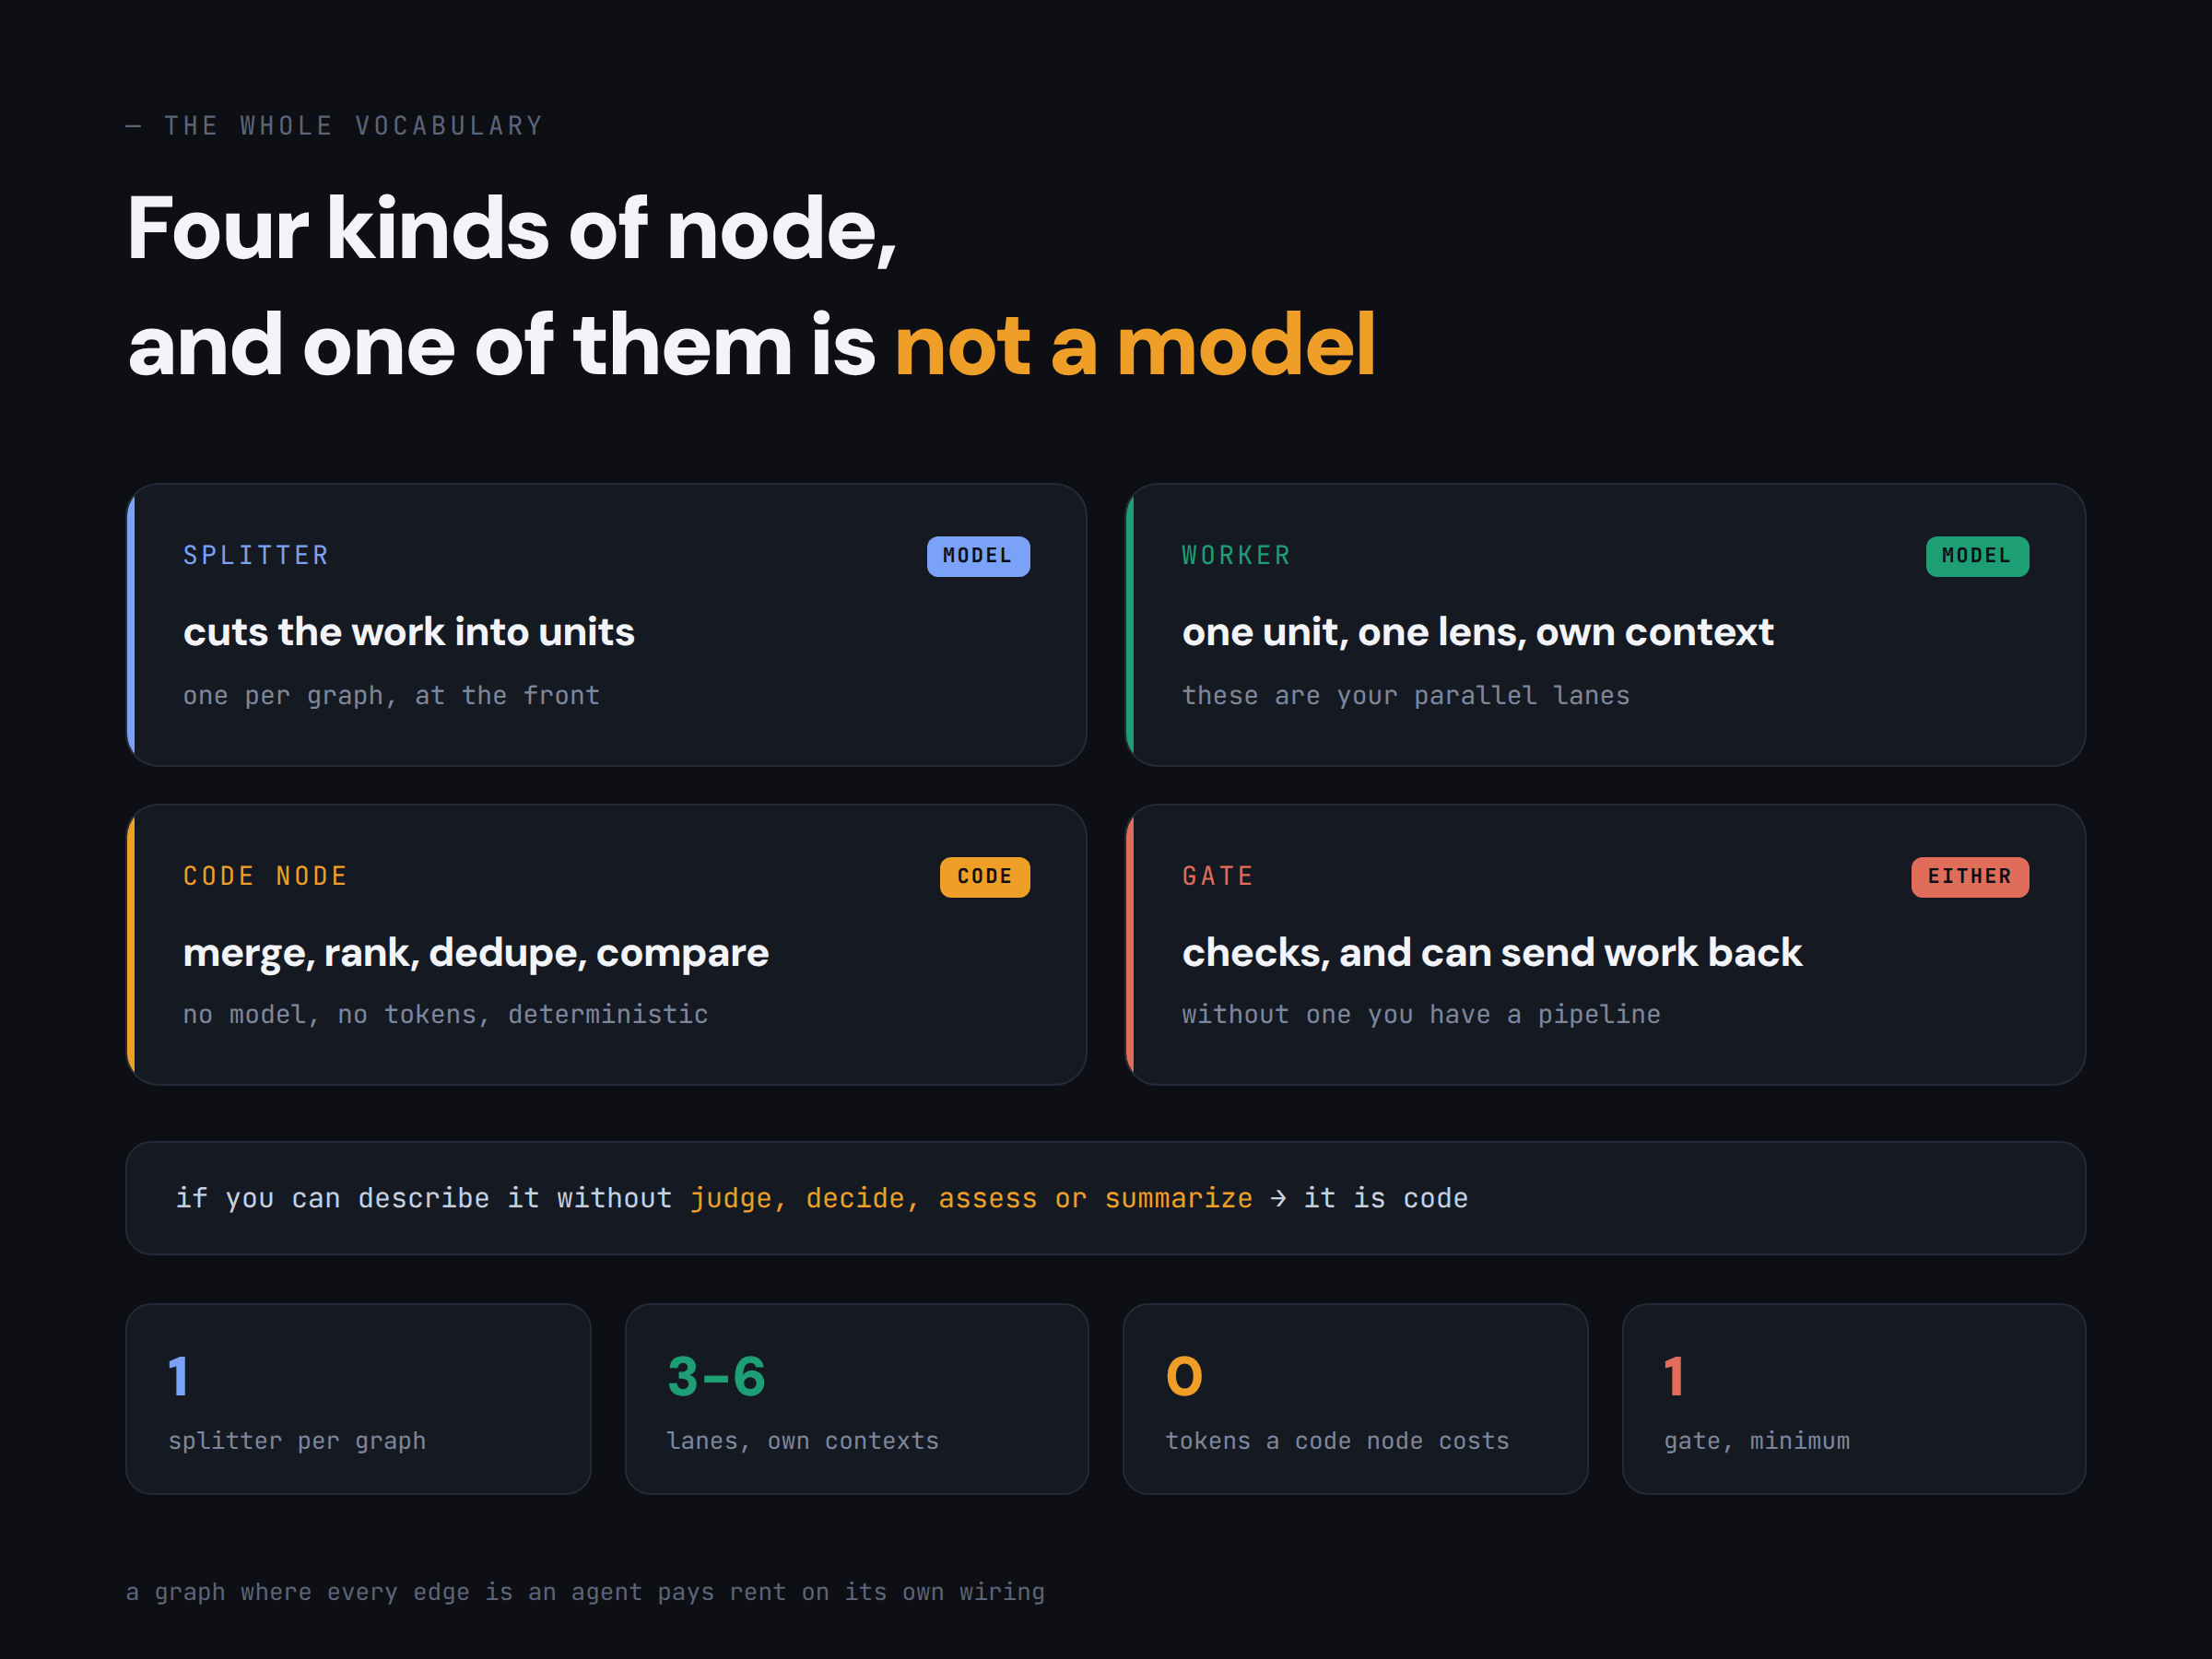 — THE WHOLE VOCABULARY
Four kinds of node,
and one of them is not a model
SPLITTER
MODEL
cuts the work into units
one per graph, at the front
WORKER
MODEL
one unit, one lens, own context
these are your parallel lanes
CODE NODE
CODE
merge, rank, dedupe, compare
no model, no tokens, deterministic
GATE
EITHER
checks, and can send work back
without one you have a pipeline
if you can describe it without judge, decide, assess or summarize → it is code
1
splitter per graph
3–6
lanes, own contexts
0
tokens a code node costs
1
gate, minimum
a graph where every edge is an agent pays rent on its own wiring